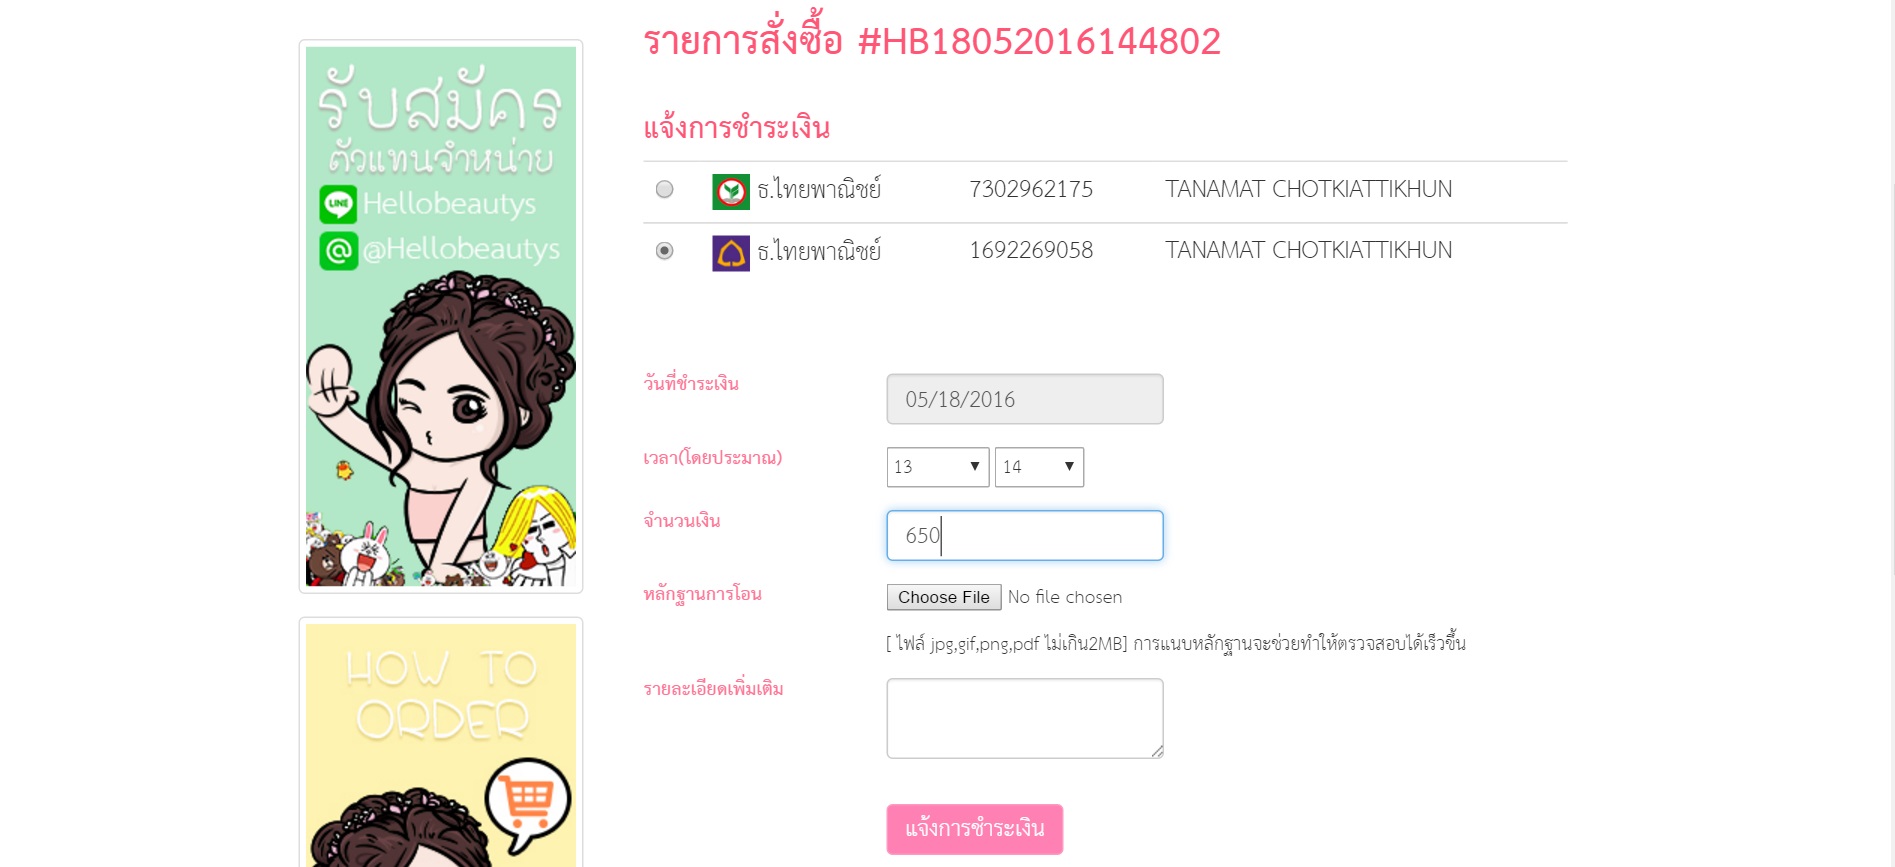 รายการสั่งซื้อ #HB18052016144802
แจ้งการชำระเงิน
ธ.ไทยพาณิชย์ 7302962175 TANAMAT CHOTKIATTIKHUN
ธ.ไทยพาณิชย์ 1692269058 TANAMAT CHOTKIATTIKHUN
วันที่ชำระเงิน 05/18/2016
เวลา(โดยประมาณ) 13 14
จำนวนเงิน 650
หลักฐานการโอน Choose File No file chosen
[ ไฟล์ jpg,gif,png,pdf ไม่เกิน2MB] การแนบหลักฐานจะช่วยทำให้ตรวจสอบได้เร็วขึ้น
รายละเอียดเพิ่มเติม
แจ้งการชำระเงิน
รับสมัคร
ตัวแทนจำหน่าย
LINE Hellobeautys
@ @Hellobeautys
HOW TO
ORDER